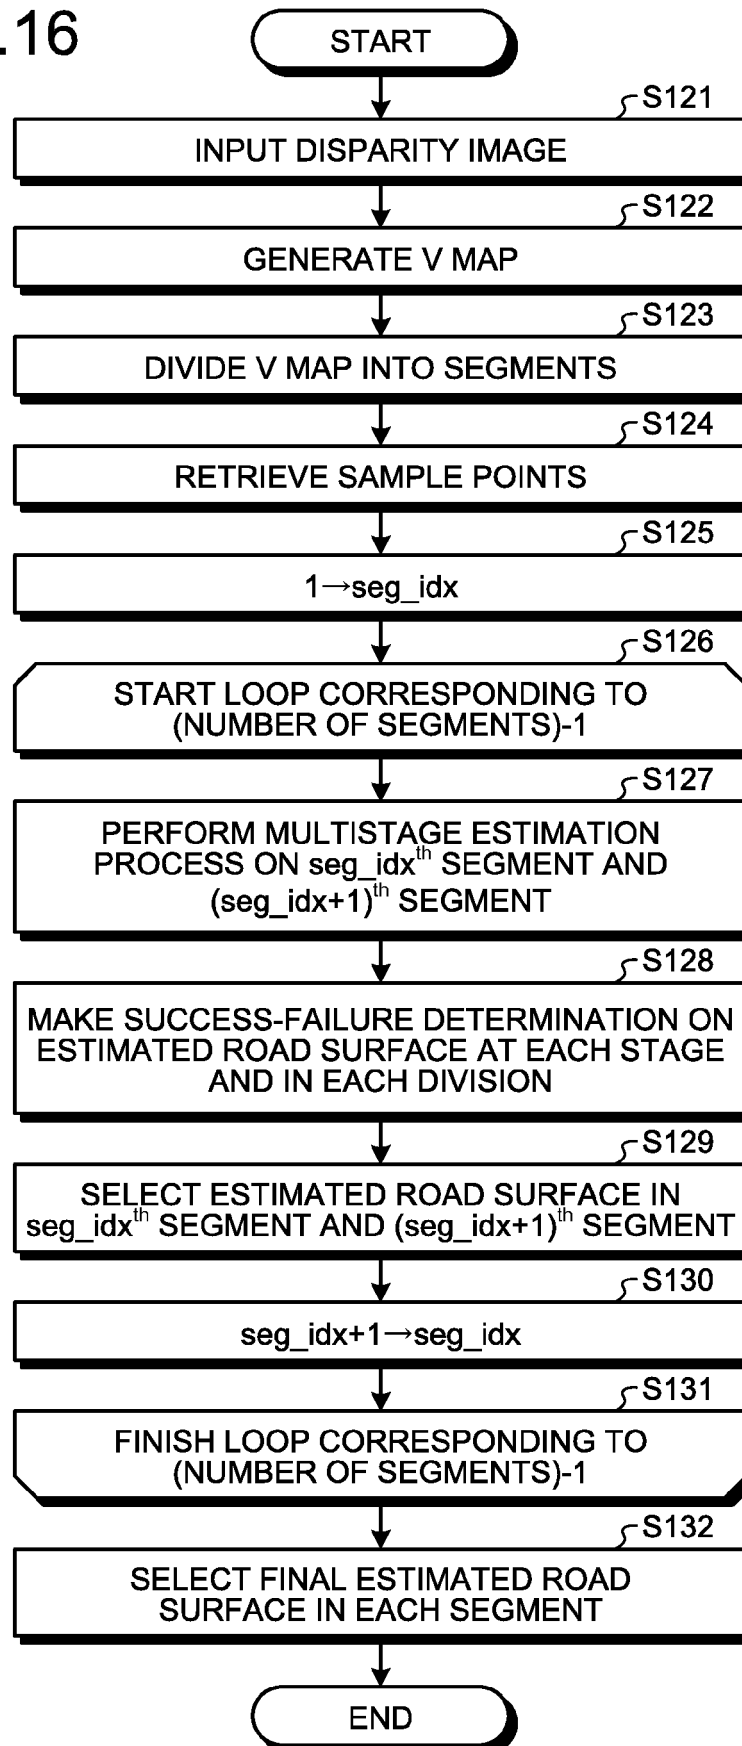 .16
START
S121
INPUT DISPARITY IMAGE
S122
GENERATE V MAP
S123
DIVIDE V MAP INTO SEGMENTS
S124
RETRIEVE SAMPLE POINTS
S125
1→seg_idx
S126
START LOOP CORRESPONDING TO
(NUMBER OF SEGMENTS)-1
S127
PERFORM MULTISTAGE ESTIMATION
PROCESS ON seg_idxth SEGMENT AND
(seg_idx+1)th SEGMENT
S128
MAKE SUCCESS-FAILURE DETERMINATION ON
ESTIMATED ROAD SURFACE AT EACH STAGE
AND IN EACH DIVISION
S129
SELECT ESTIMATED ROAD SURFACE IN
seg_idxth SEGMENT AND (seg_idx+1)th SEGMENT
S130
seg_idx+1→seg_idx
S131
FINISH LOOP CORRESPONDING TO
(NUMBER OF SEGMENTS)-1
S132
SELECT FINAL ESTIMATED ROAD
SURFACE IN EACH SEGMENT
END